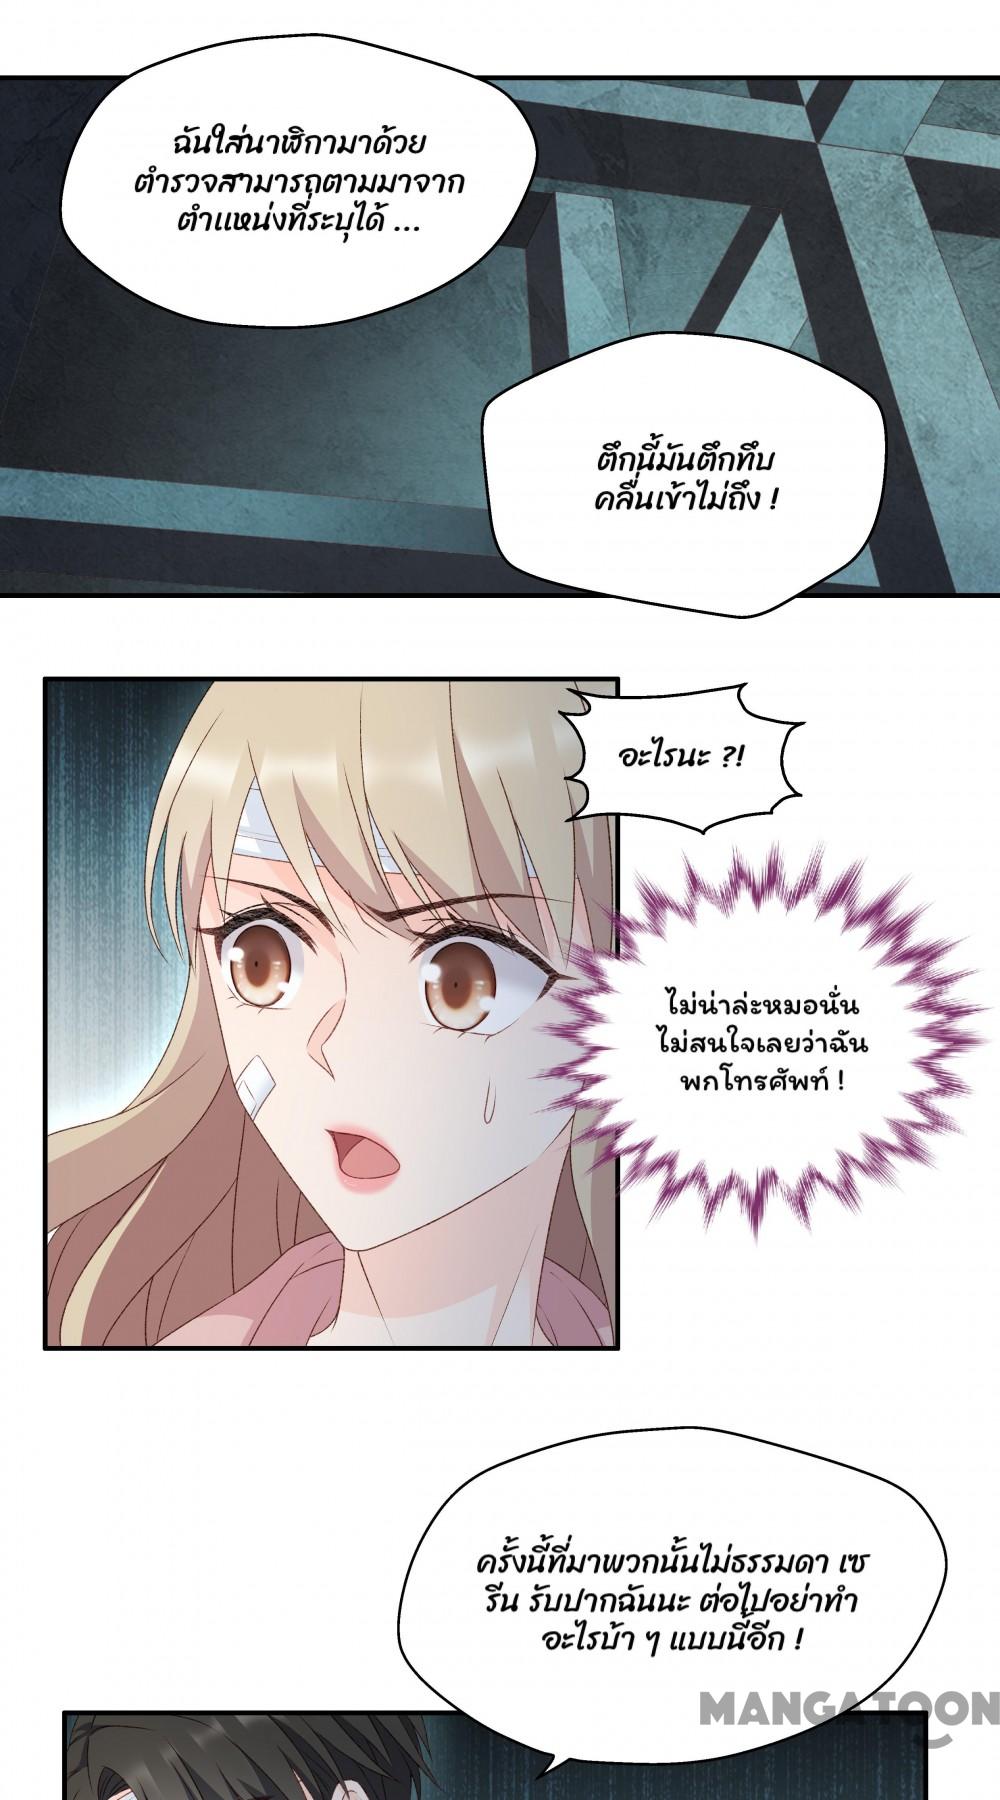 ฉันใส่นาฬิกามาด้วย
ตำรวจสามารถตามมาจาก
ตำแหน่งที่ระบุได้ ...
ตึกนี้มันตึกทึบ
คลื่นเข้าไม่ถึง !
อะไรนะ ?!
ไม่น่าล่ะหมอนั่น
ไม่สนใจเลยว่าฉัน
พกโทรศัพท์ !
ครั้งนี้ที่มาพวกนั้นไม่ธรรมดา เซ
รีน รับปากฉันนะ ต่อไปอย่าทำ
อะไรบ้า ๆ แบบนี้อีก !
MANGATOON